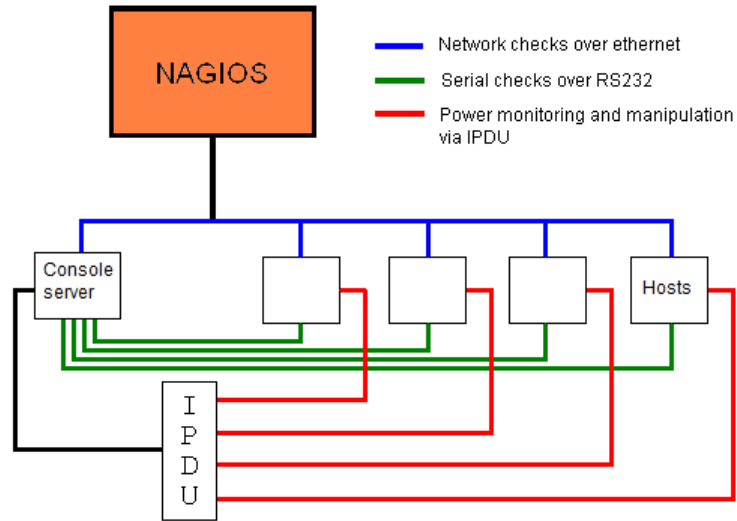 NAGIOS
Network checks over ethernet
Serial checks over RS232
Power monitoring and manipulation
via IPDU
Console
server
Hosts
I
P
D
U